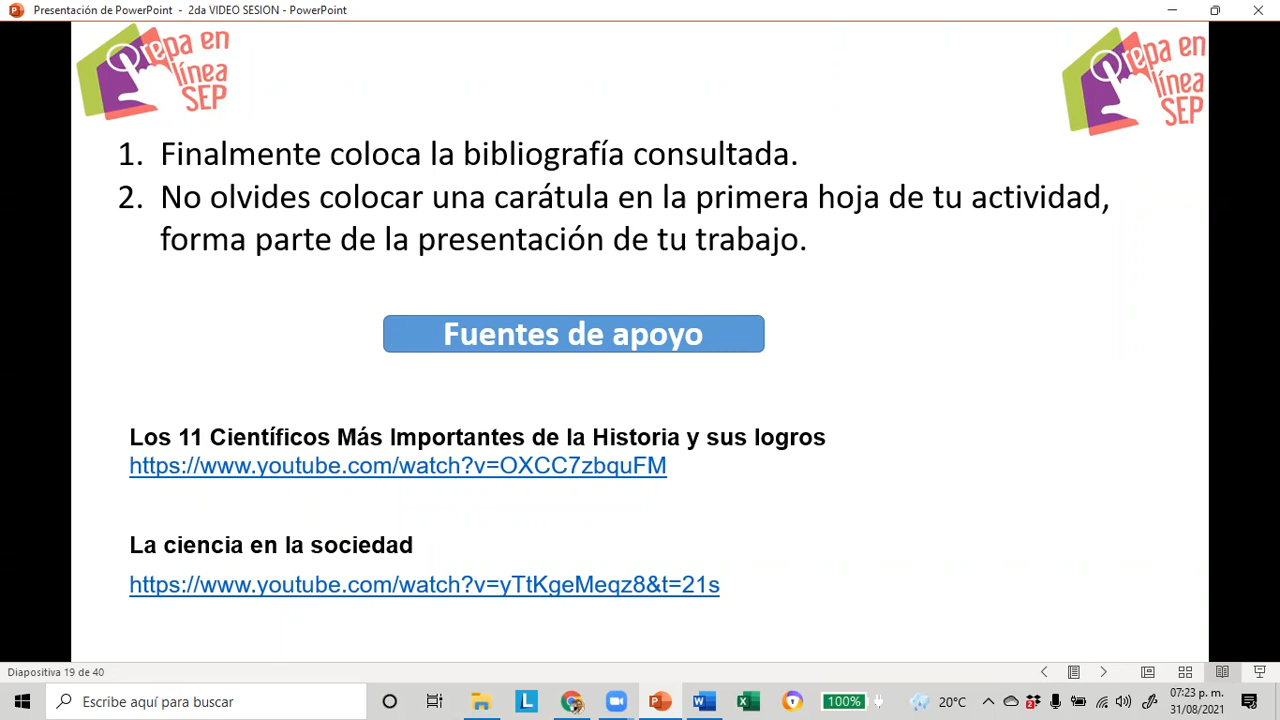 Presentación de PowerPoint - 2da VIDEO SESION - PowerPoint
Prepa en
línea
SEP
Prepa en
línea
SEP
1. Finalmente coloca la bibliografía consultada.
2. No olvides colocar una carátula en la primera hoja de tu actividad,
forma parte de la presentación de tu trabajo.
Fuentes de apoyo
Los 11 Científicos Más Importantes de la Historia y sus logros
https://www.youtube.com/watch?v=OXCC7zbquFM
La ciencia en la sociedad
https://www.youtube.com/watch?v=yTtKgeMeqz8&t=21s
Diapositiva 19 de 40
Escribe aquí para buscar
L
100%
20°C
07:23 p. m.
31/08/2021